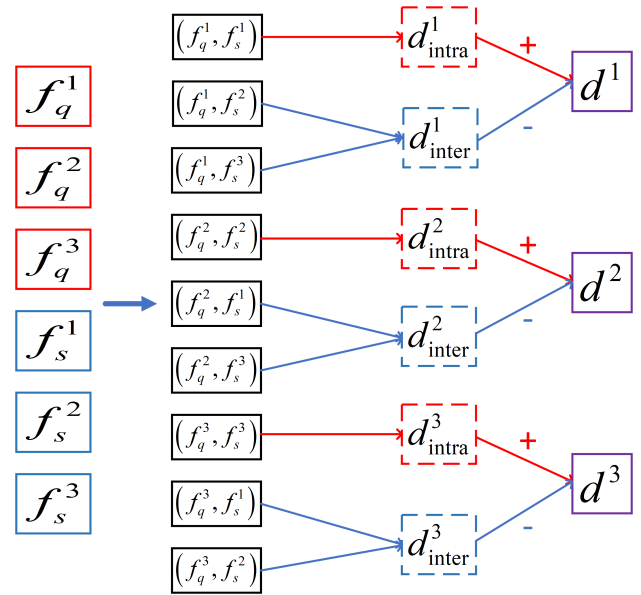 f_q^1
f_q^2
f_q^3
f_s^1
f_s^2
f_s^3
(f_q^1, f_s^1)
(f_q^1, f_s^2)
(f_q^1, f_s^3)
(f_q^2, f_s^2)
(f_q^2, f_s^1)
(f_q^2, f_s^3)
(f_q^3, f_s^3)
(f_q^3, f_s^1)
(f_q^3, f_s^2)
d_intra^1
d_inter^1
d_intra^2
d_inter^2
d_intra^3
d_inter^3
+
-
+
-
+
-
d^1
d^2
d^3